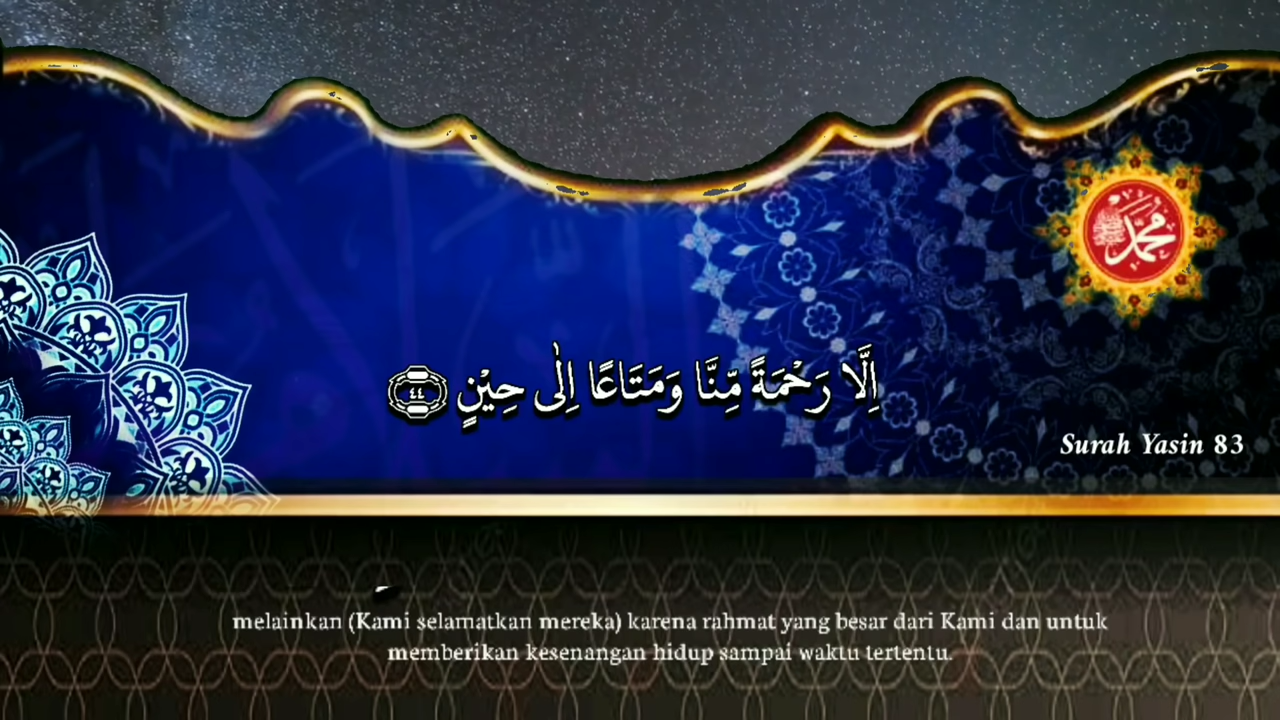 محمد
اِلَّا رَحْمَةً مِّنَّا وَمَتَاعًا اِلٰى حِيْنٍ ٤٤
Surah Yasin 83
melainkan (Kami selamatkan mereka) karena rahmat yang besar dari Kami dan untuk
memberikan kesenangan hidup sampai waktu tertentu.